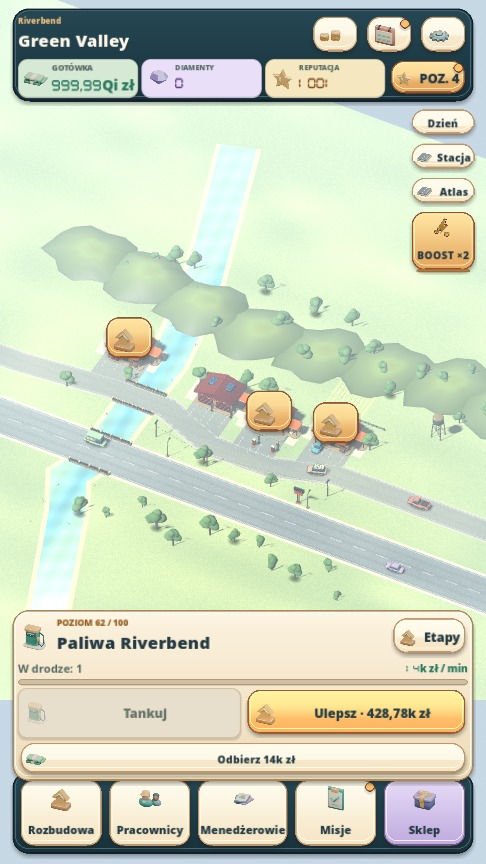 Riverbend
Green Valley
GOTÓWKA
999,99Qi zł
DIAMENTY
0
REPUTACJA
POZ. 4
Dzień
Stacja
Atlas
BOOST ×2
POZIOM 62 / 100
Paliwa Riverbend
Etapy
W drodze: 1
k zł / min
Tankuj
Ulepsz · 428,78k zł
Odbierz 14k zł
Rozbudowa
Pracownicy
Menedżerowie
Misje
Sklep